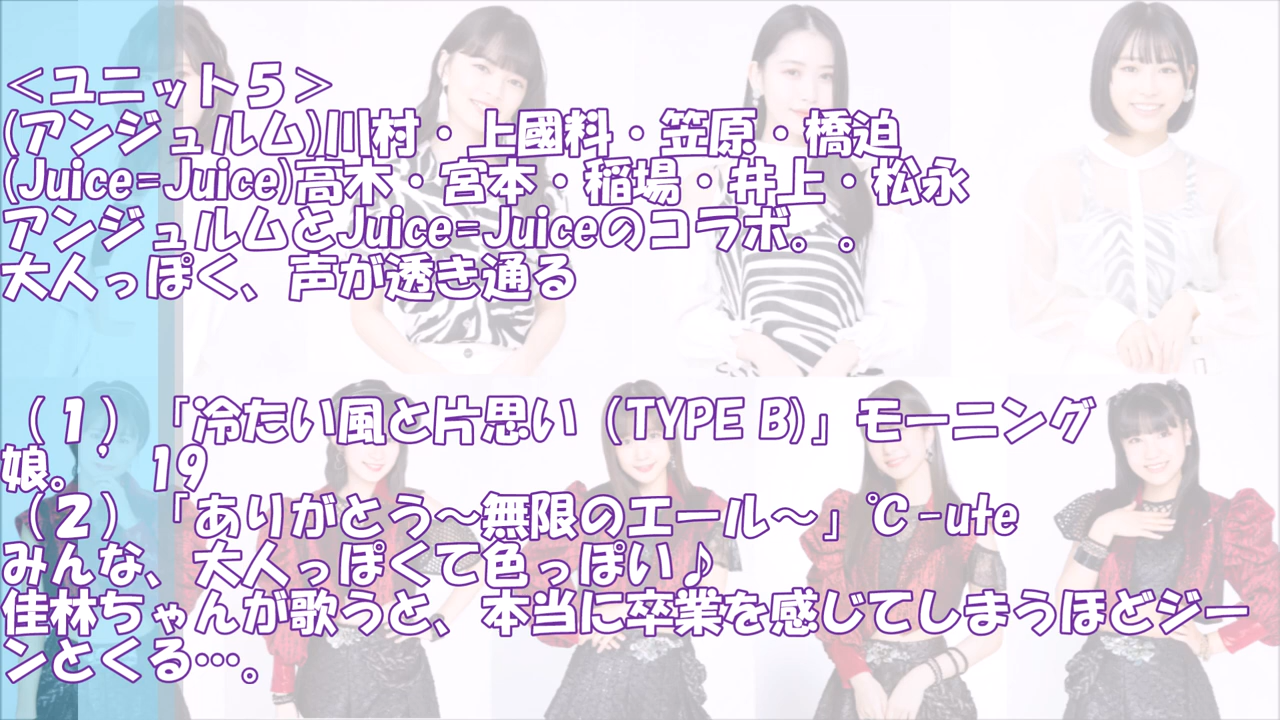 ＜ユニット５＞
(アンジュルム)川村・上國料・笠原・橋迫
(Juice=Juice)高木・宮本・稲場・井上・松永
アンジュルムとJuice=Juiceのコラボ。。
大人っぽく、声が透き通る
（１）「冷たい風と片思い（TYPE B)」モーニング
娘。’19
（２）「ありがとう～無限のエール～」℃-ute
みんな、大人っぽくて色っぽい♪
佳林ちゃんが歌うと、本当に卒業を感じてしまうほどジー
ンとくる…。